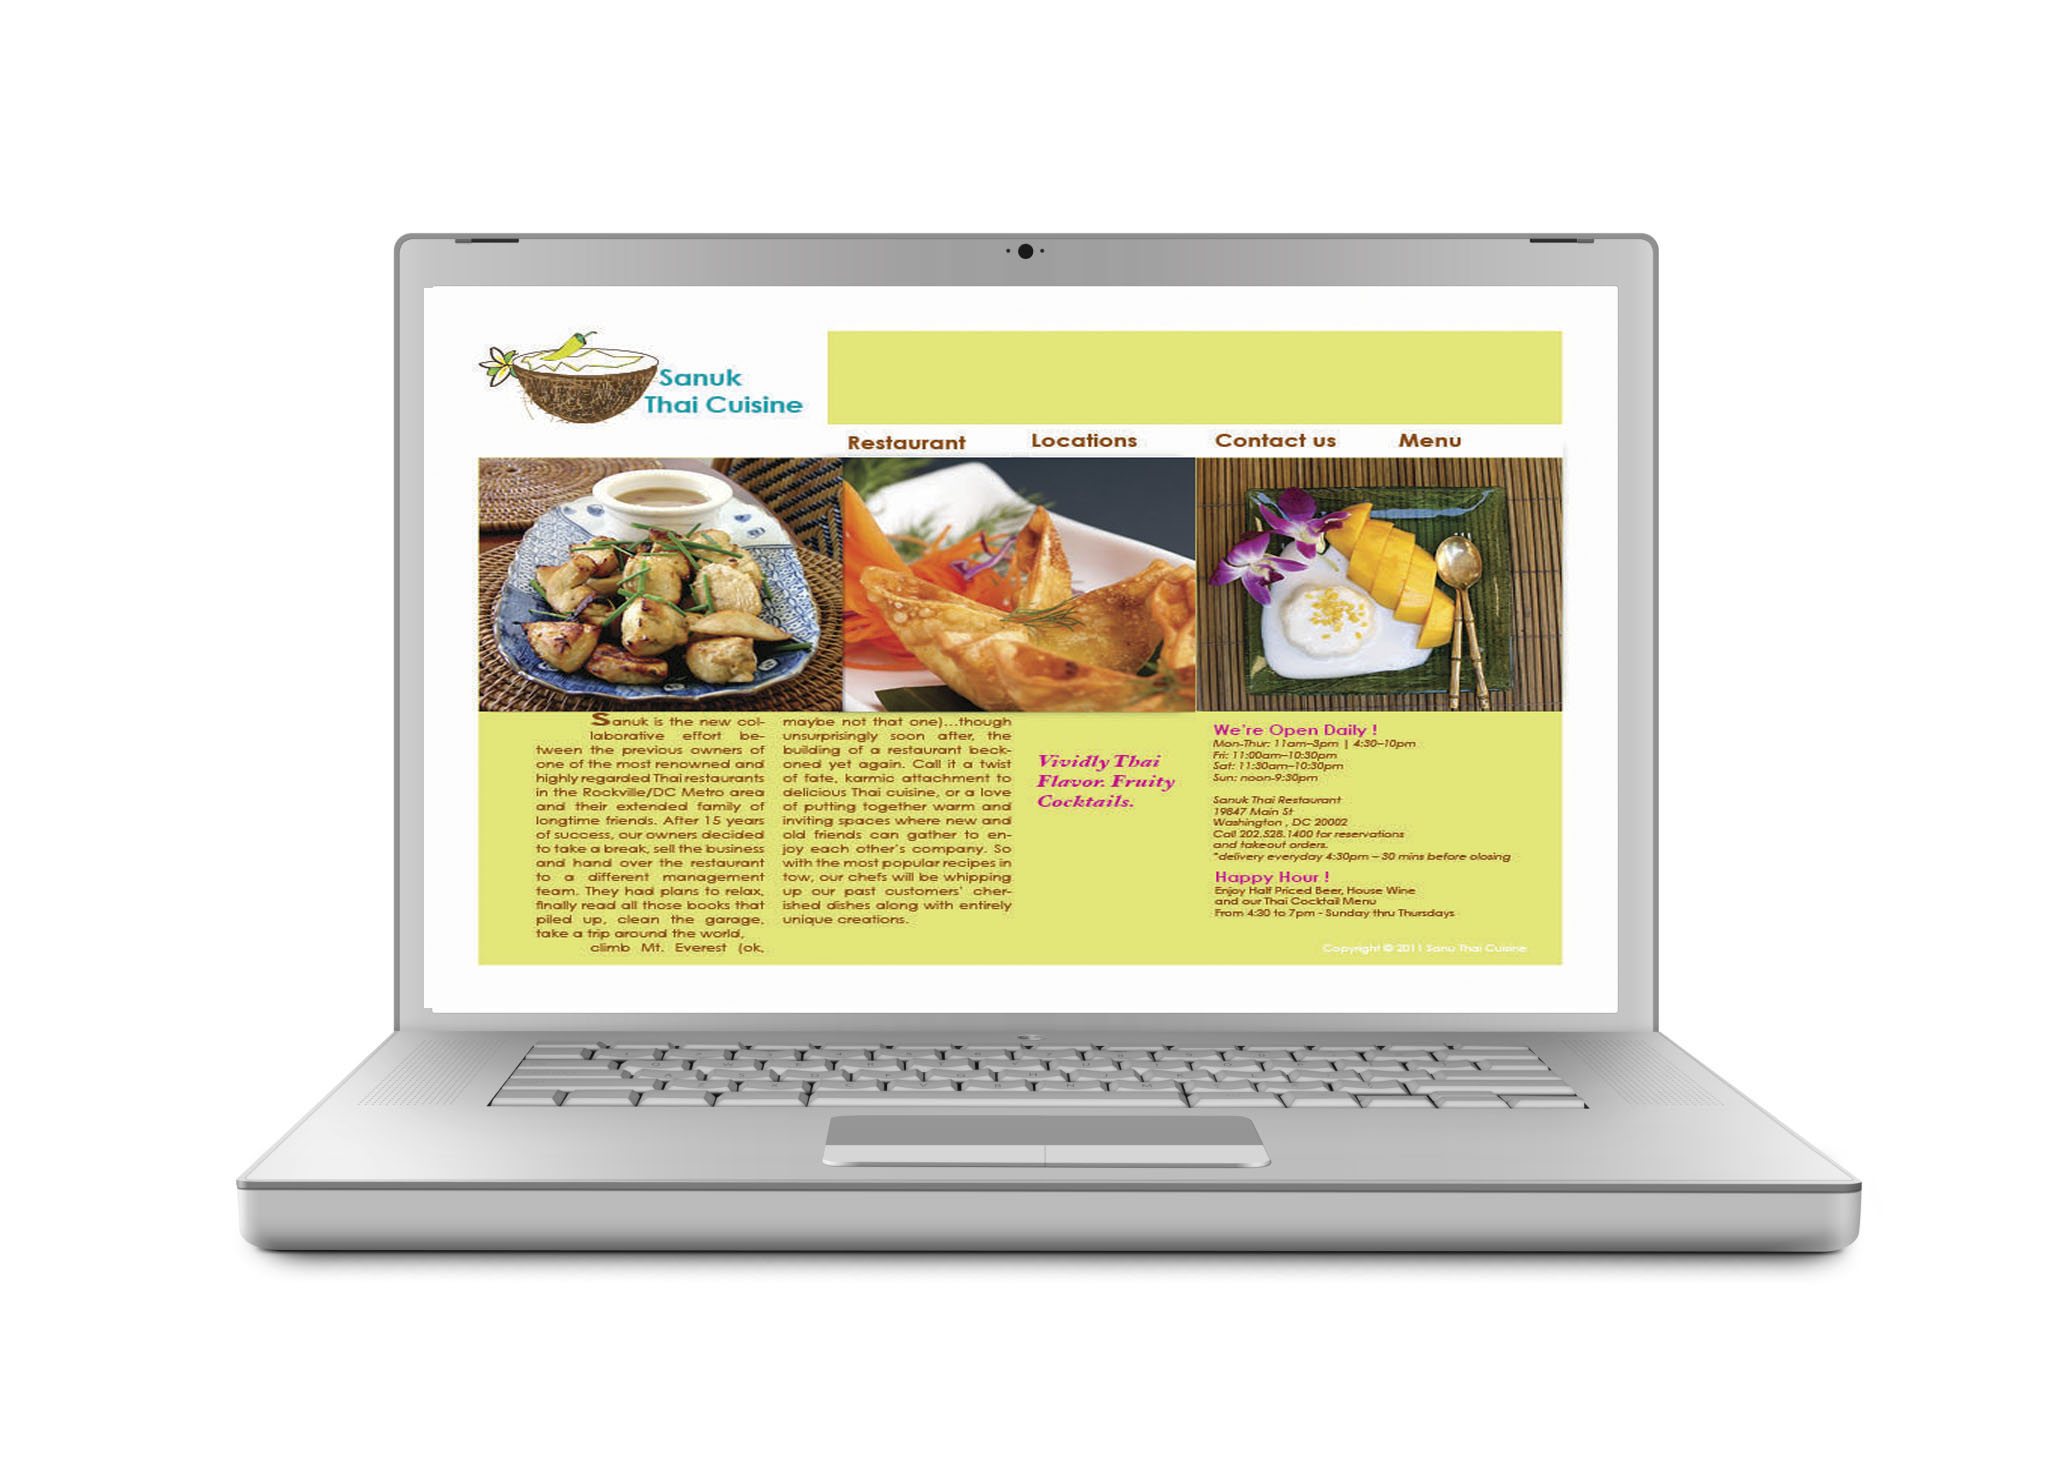 Sanuk
Thai Cuisine
Restaurant
Locations
Contact us
Menu
Sanuk is the new col-
laborative effort be-
tween the previous owners of
one of the most renowned and
highly regarded Thai restaurants
in the Rockville/DC Metro area
and their extended family of
longtime friends. After 15 years
of success, our owners decided
to take a break, sell the business
and hand over the restaurant
to a different management
team. They had plans to relax,
finally read all those books that
piled up, clean the garage,
take a trip around the world,
climb Mt. Everest (ok,
maybe not that one)...though
unsurprisingly soon after, the
building of a restaurant beck-
oned yet again. Call it a twist
of fate, karmic attachment to
delicious Thai cuisine, or a love
of putting together warm and
inviting spaces where new and
old friends can gather to en-
joy each other's company. So
with the most popular recipes in
tow, our chefs will be whipping
up our past customers' cher-
ished dishes along with entirely
unique creations.
Vividly Thai
Flavor. Fruity
Cocktails.
We're Open Daily !
Mon-Thur: 11am–3pm | 4:30–10pm
Fri: 11:00am–10:30pm
Sat: 11:30am–10:30pm
Sun: noon-9:30pm
Sanuk Thai Restaurant
19847 Main St
Washington , DC 20002
Call 202.528.1400 for reservations
and takeout orders.
*delivery everyday 4:30pm – 30 mins before closing
Happy Hour !
Enjoy Half Priced Beer, House Wine
and our Thai Cocktail Menu
From 4:30 to 7pm - Sunday thru Thursdays
Copyright © 2011 Sanu Thai Cuisine